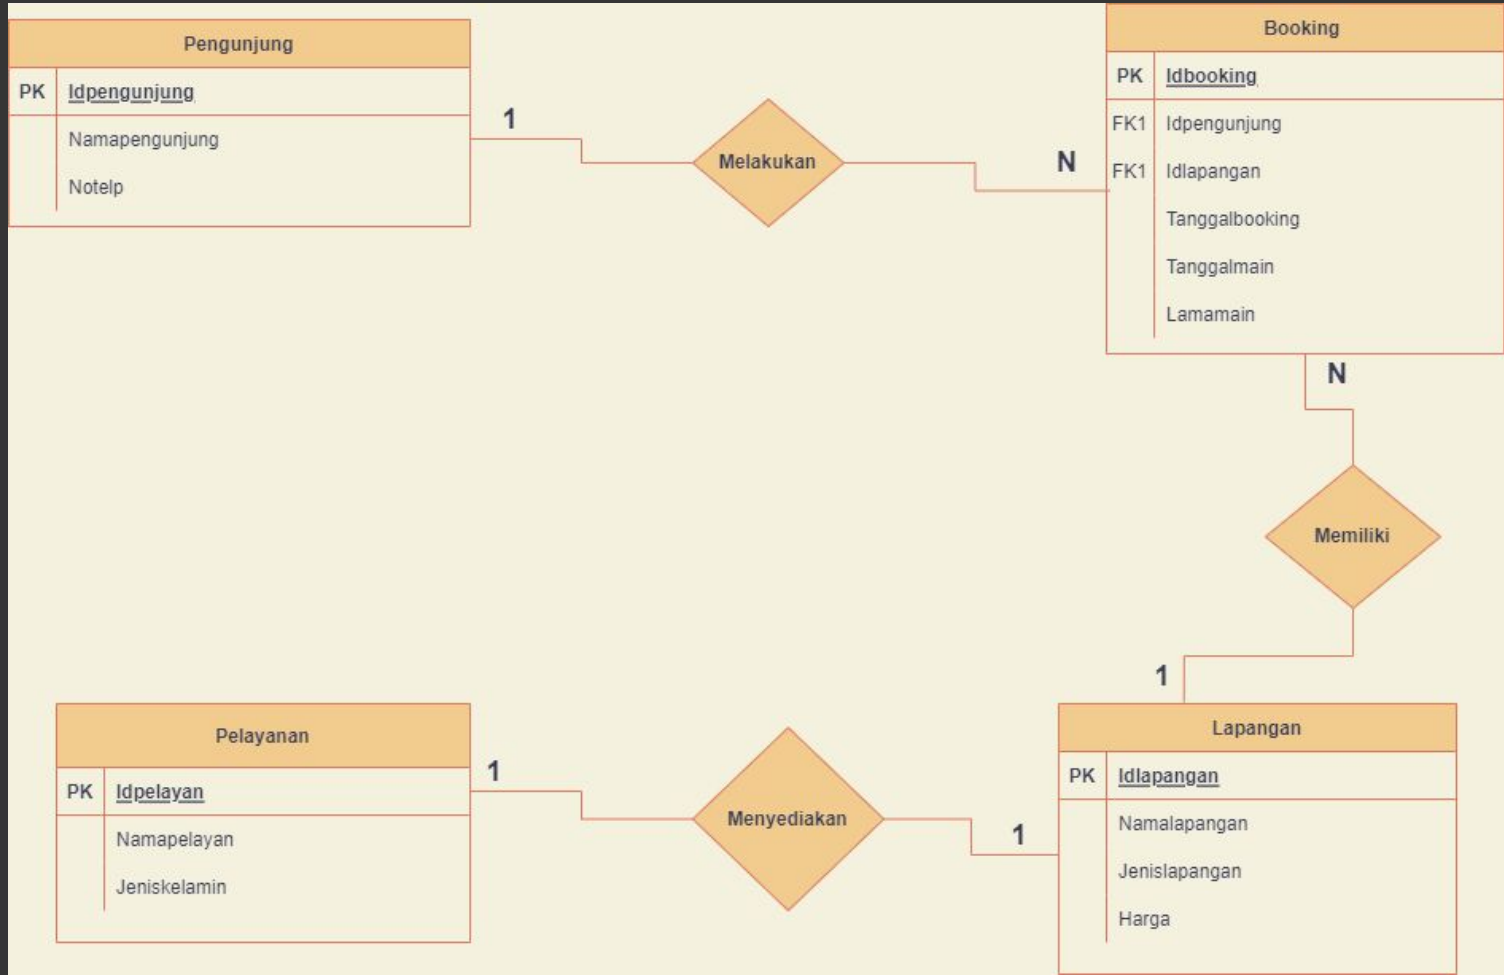 Pengunjung
PK Idpengunjung
Namapengunjung
Notelp
1
Melakukan
N
Booking
PK Idbooking
FK1 Idpengunjung
FK1 Idlapangan
Tanggalbooking
Tanggalmain
Lamamain
N
Memiliki
1
Pelayanan
PK Idpelayan
Namapelayan
Jeniskelamin
1
Menyediakan
1
Lapangan
PK Idlapangan
Namalapangan
Jenislapangan
Harga